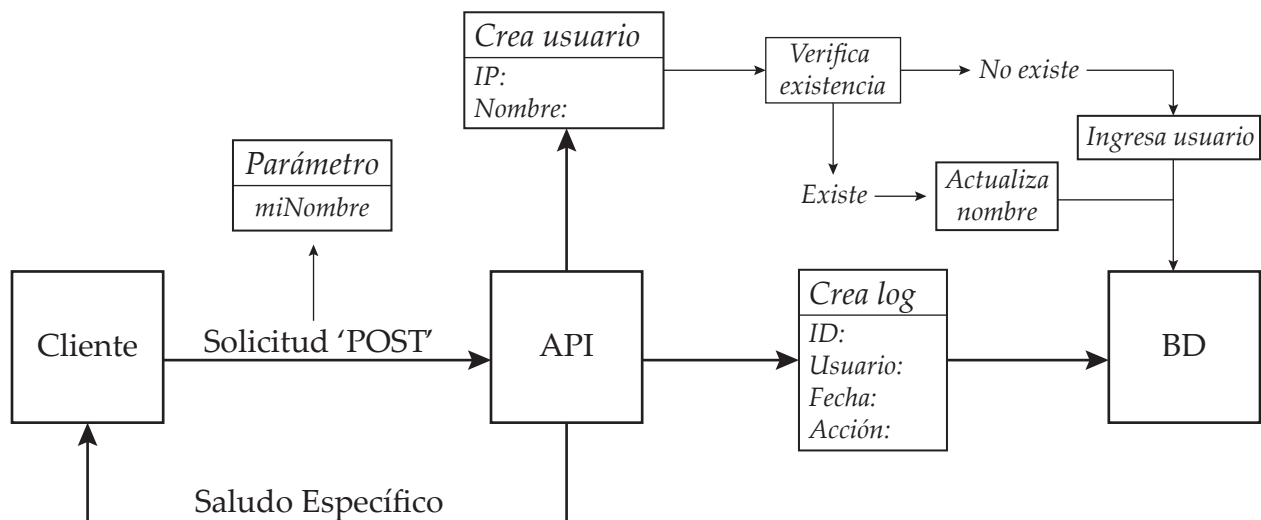 Crea usuario
IP:
Nombre:
Verifica
existencia
No existe
Ingresa usuario
Existe
Actualiza
nombre
Parámetro
miNombre
Cliente
Solicitud ‘POST’
API
Crea log
ID:
Usuario:
Fecha:
Acción:
BD
Saludo Específico